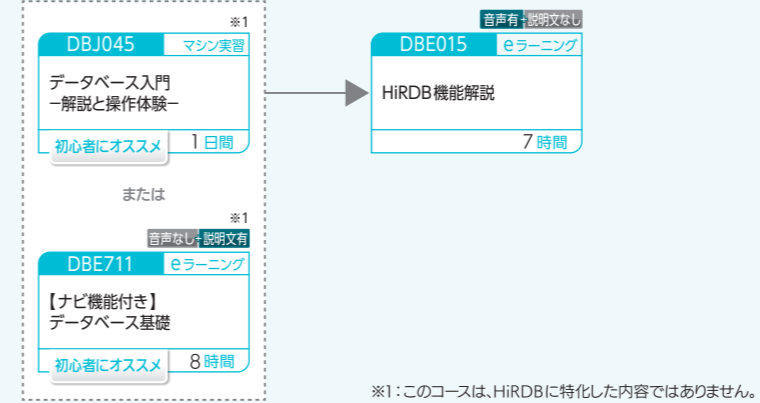 ※1
DBJ045 マシン実習
データベース入門
−解説と操作体験−
初心者にオススメ 1日間
または
※1
音声なし+説明文有
DBE711 eラーニング
【ナビ機能付き】
データベース基礎
初心者にオススメ 8時間
音声有+説明文なし
DBE015 eラーニング
HiRDB機能解説
7時間
※1：このコースは、HiRDBに特化した内容ではありません。